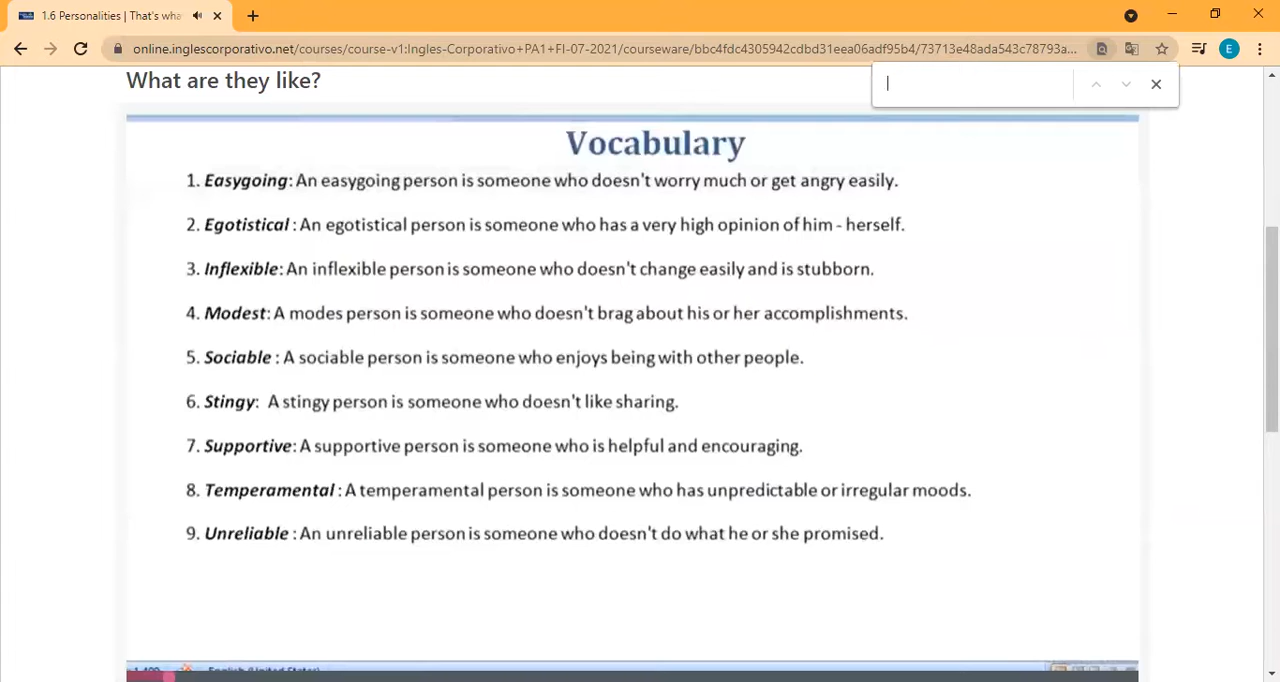 1.6 Personalities | That's wha
online.inglescorporativo.net/courses/course-v1:Ingles-Corporativo+PA1+FI-07-2021/courseware/bbc4fdc4305942cdbd31eea06adf95b4/73713e48ada543c78793a...
E
What are they like?
Vocabulary
1. Easygoing: An easygoing person is someone who doesn't worry much or get angry easily.
2. Egotistical : An egotistical person is someone who has a very high opinion of him - herself.
3. Inflexible: An inflexible person is someone who doesn't change easily and is stubborn.
4. Modest: A modes person is someone who doesn't brag about his or her accomplishments.
5. Sociable : A sociable person is someone who enjoys being with other people.
6. Stingy: A stingy person is someone who doesn't like sharing.
7. Supportive: A supportive person is someone who is helpful and encouraging.
8. Temperamental : A temperamental person is someone who has unpredictable or irregular moods.
9. Unreliable : An unreliable person is someone who doesn't do what he or she promised.
English (United States)